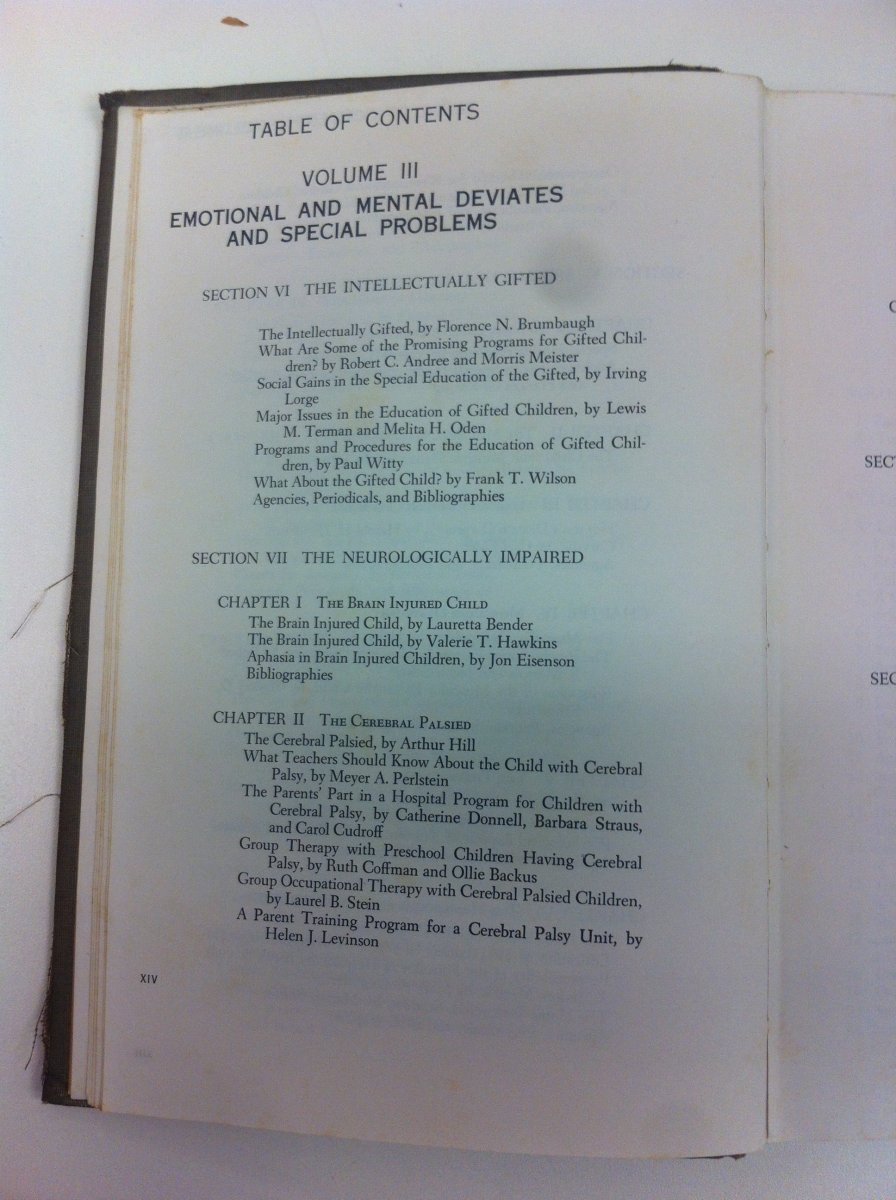 TABLE OF CONTENTS
VOLUME III
EMOTIONAL AND MENTAL DEVIATES
AND SPECIAL PROBLEMS
SECTION VI THE INTELLECTUALLY GIFTED
The Intellectually Gifted, by Florence N. Brumbaugh
What Are Some of the Promising Programs for Gifted Chil-
dren? by Robert C. Andree and Morris Meister
Social Gains in the Special Education of the Gifted, by Irving
Lorge
Major Issues in the Education of Gifted Children, by Lewis
M. Terman and Melita H. Oden
Programs and Procedures for the Education of Gifted Chil-
dren, by Paul Witty
What About the Gifted Child? by Frank T. Wilson
Agencies, Periodicals, and Bibliographies
SECTION VII THE NEUROLOGICALLY IMPAIRED
CHAPTER I THE BRAIN INJURED CHILD
The Brain Injured Child, by Lauretta Bender
The Brain Injured Child, by Valerie T. Hawkins
Aphasia in Brain Injured Children, by Jon Eisenson
Bibliographies
CHAPTER II THE CEREBRAL PALSIED
The Cerebral Palsied, by Arthur Hill
What Teachers Should Know About the Child with Cerebral
Palsy, by Meyer A. Perlstein
The Parents' Part in a Hospital Program for Children with
Cerebral Palsy, by Catherine Donnell, Barbara Straus,
and Carol Cudroff
Group Therapy with Preschool Children Having Cerebral
Palsy, by Ruth Coffman and Ollie Backus
Group Occupational Therapy with Cerebral Palsied Children,
by Laurel B. Stein
A Parent Training Program for a Cerebral Palsy Unit, by
Helen J. Levinson
XIV